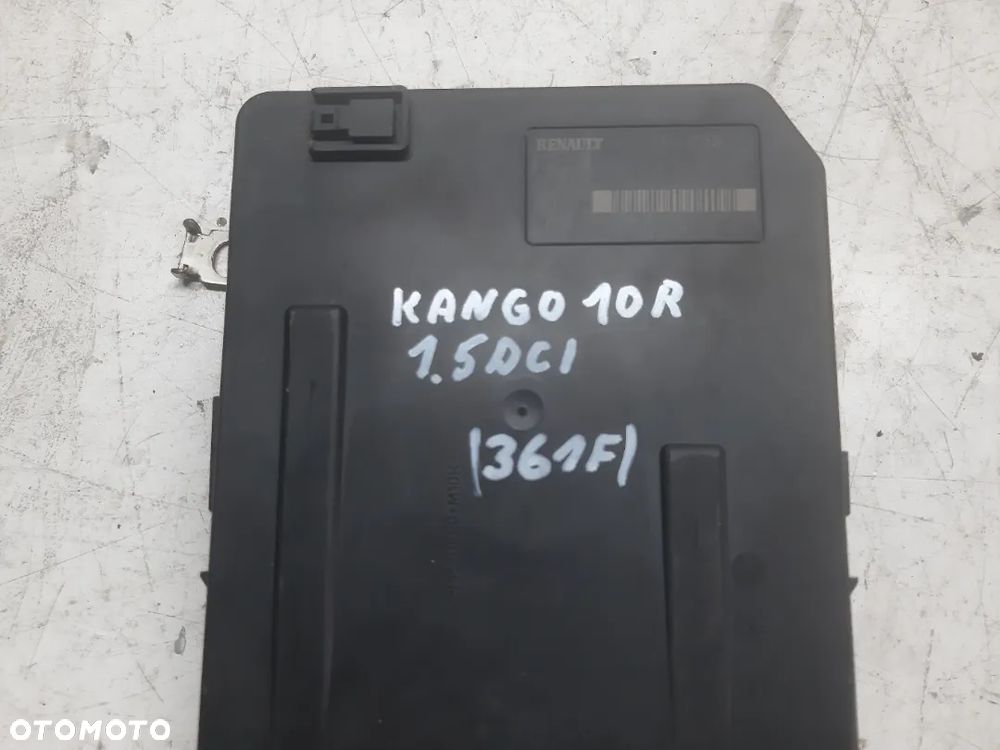 RENAULT
KANGO 10R
1.5DCI
(361F)
OTOMOTO